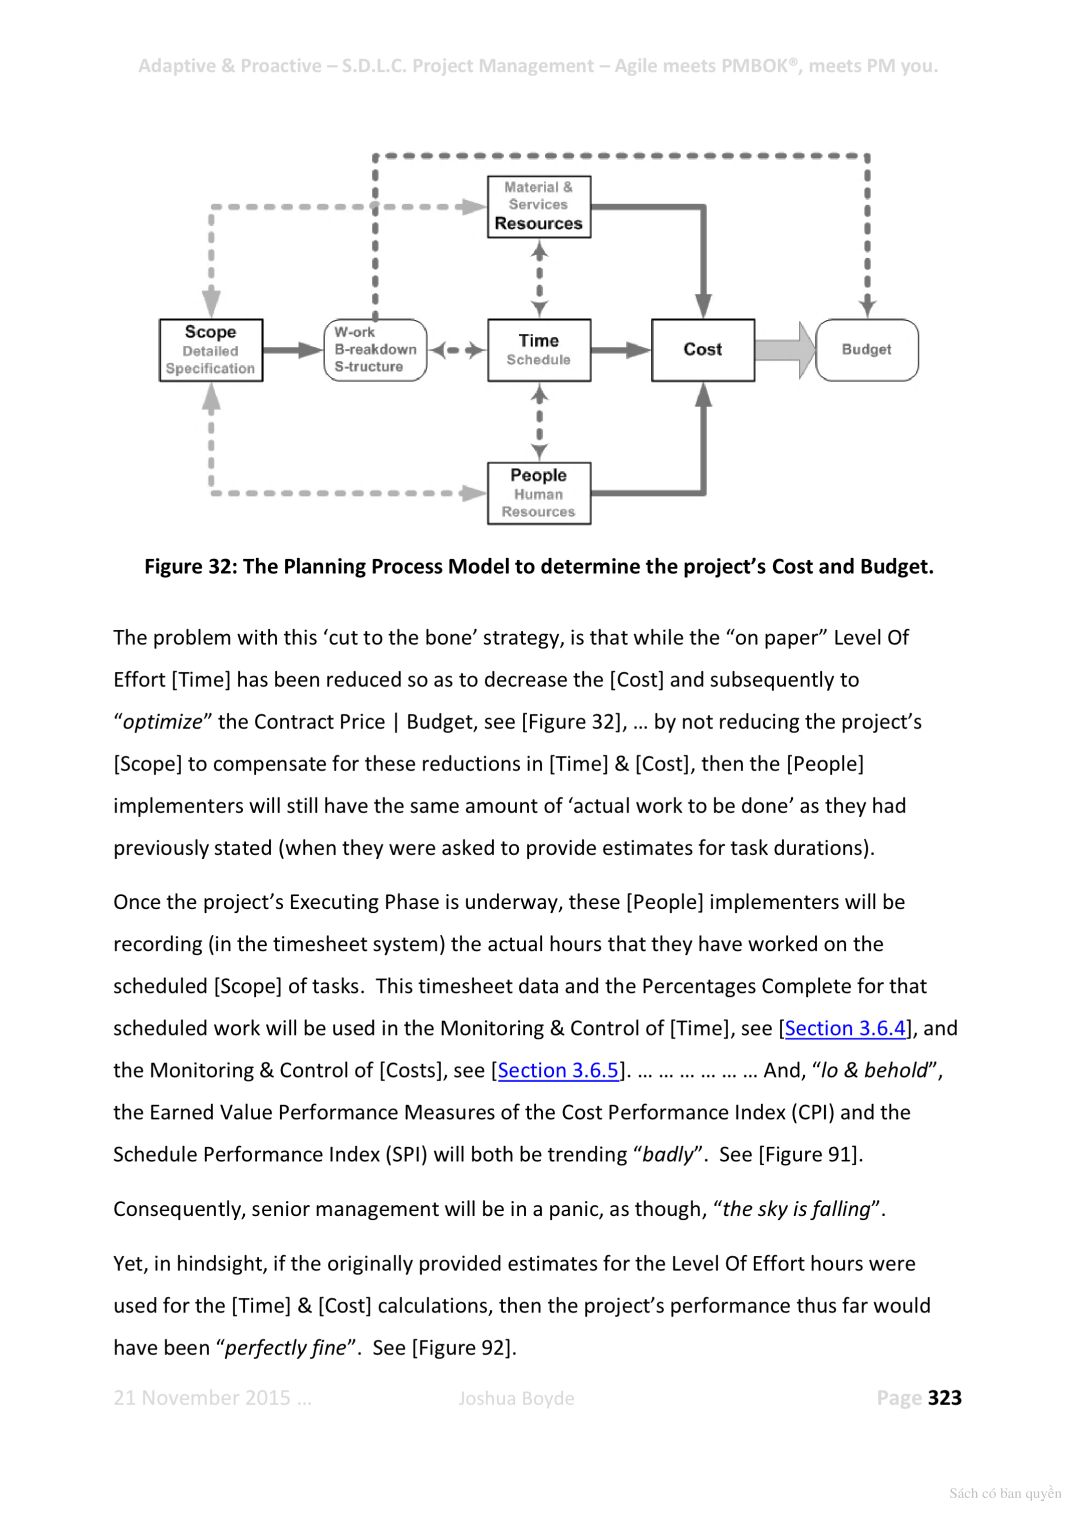 Adaptive & Proactive – S.D.L.C. Project Management – Agile meets PMBOK®, meets PM you.
Material &
Services
Resources
Scope
Detailed
Specification
W-ork
B-reakdown
S-tructure
Time
Schedule
Cost
Budget
People
Human
Resources
Figure 32: The Planning Process Model to determine the project’s Cost and Budget.
The problem with this ‘cut to the bone’ strategy, is that while the “on paper” Level Of
Effort [Time] has been reduced so as to decrease the [Cost] and subsequently to
“optimize” the Contract Price | Budget, see [Figure 32], … by not reducing the project’s
[Scope] to compensate for these reductions in [Time] & [Cost], then the [People]
implementers will still have the same amount of ‘actual work to be done’ as they had
previously stated (when they were asked to provide estimates for task durations).
Once the project’s Executing Phase is underway, these [People] implementers will be
recording (in the timesheet system) the actual hours that they have worked on the
scheduled [Scope] of tasks.  This timesheet data and the Percentages Complete for that
scheduled work will be used in the Monitoring & Control of [Time], see [Section 3.6.4], and
the Monitoring & Control of [Costs], see [Section 3.6.5]. … … … … … … And, “lo & behold”,
the Earned Value Performance Measures of the Cost Performance Index (CPI) and the
Schedule Performance Index (SPI) will both be trending “badly”.  See [Figure 91].
Consequently, senior management will be in a panic, as though, “the sky is falling”.
Yet, in hindsight, if the originally provided estimates for the Level Of Effort hours were
used for the [Time] & [Cost] calculations, then the project’s performance thus far would
have been “perfectly fine”.  See [Figure 92].
21 November 2015 … Joshua Boyde Page 323
Sách có bản quyền